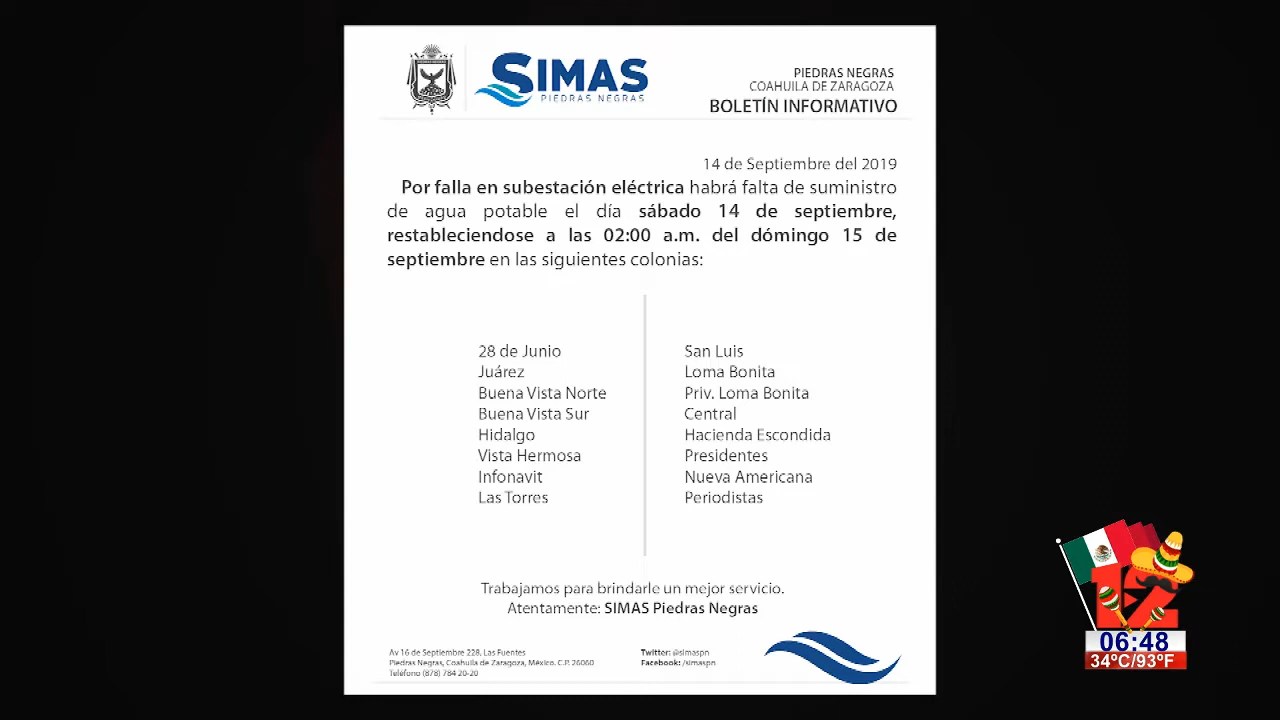 SIMAS
PIEDRAS NEGRAS
PIEDRAS NEGRAS
COAHUILA DE ZARAGOZA
BOLETÍN INFORMATIVO
14 de Septiembre del 2019
Por falla en subestación eléctrica habrá falta de suministro
de agua potable el día sábado 14 de septiembre,
restableciendose a las 02:00 a.m. del dómingo 15 de
septiembre en las siguientes colonias:
28 de Junio
Juárez
Buena Vista Norte
Buena Vista Sur
Hidalgo
Vista Hermosa
Infonavit
Las Torres
San Luis
Loma Bonita
Priv. Loma Bonita
Central
Hacienda Escondida
Presidentes
Nueva Americana
Periodistas
Trabajamos para brindarle un mejor servicio.
Atentamente: SIMAS Piedras Negras
Av 16 de Septiembre 228, Las Fuentes
Piedras Negras, Coahuila de Zaragoza, México. C.P. 26060
Teléfono (878) 784 20-20
Twitter: @simaspn
Facebook: /simaspn
12
06:48
34°C/93°F